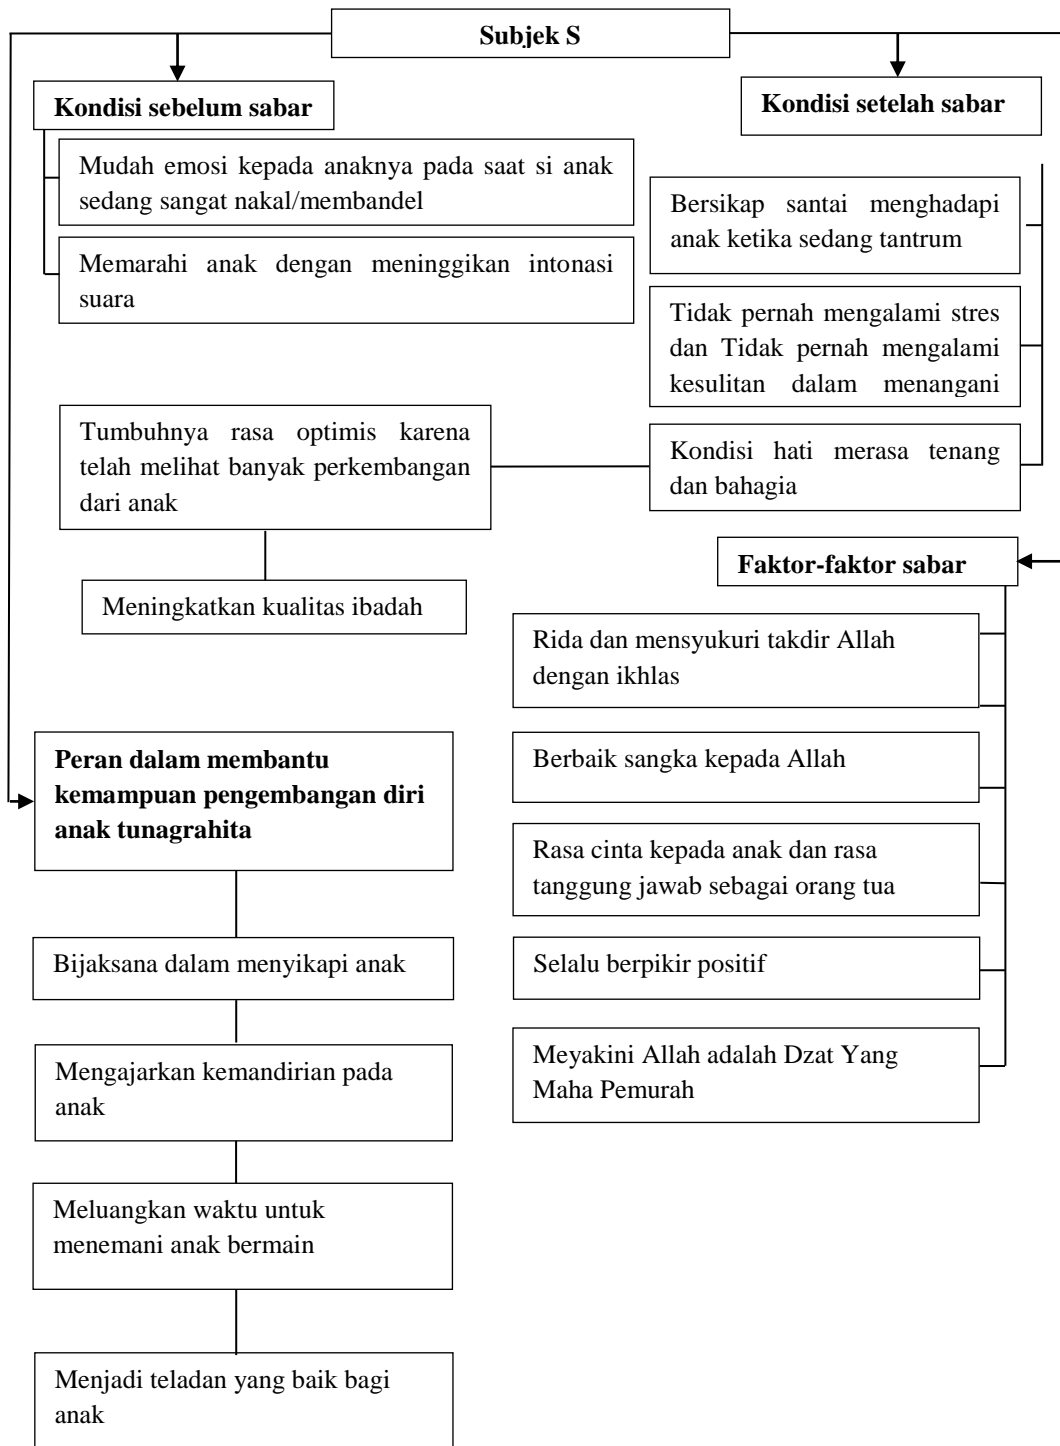 Subjek S
Kondisi sebelum sabar
Mudah emosi kepada anaknya pada saat si anak
sedang sangat nakal/membandel
Memarahi anak dengan meninggikan intonasi
suara
Kondisi setelah sabar
Bersikap santai menghadapi
anak ketika sedang tantrum
Tidak pernah mengalami stres
dan Tidak pernah mengalami
kesulitan dalam menangani
Kondisi hati merasa tenang
dan bahagia
Tumbuhnya rasa optimis karena
telah melihat banyak perkembangan
dari anak
Meningkatkan kualitas ibadah
Faktor-faktor sabar
Rida dan mensyukuri takdir Allah
dengan ikhlas
Berbaik sangka kepada Allah
Rasa cinta kepada anak dan rasa
tanggung jawab sebagai orang tua
Selalu berpikir positif
Meyakini Allah adalah Dzat Yang
Maha Pemurah
Peran dalam membantu
kemampuan pengembangan diri
anak tunagrahita
Bijaksana dalam menyikapi anak
Mengajarkan kemandirian pada
anak
Meluangkan waktu untuk
menemani anak bermain
Menjadi teladan yang baik bagi
anak